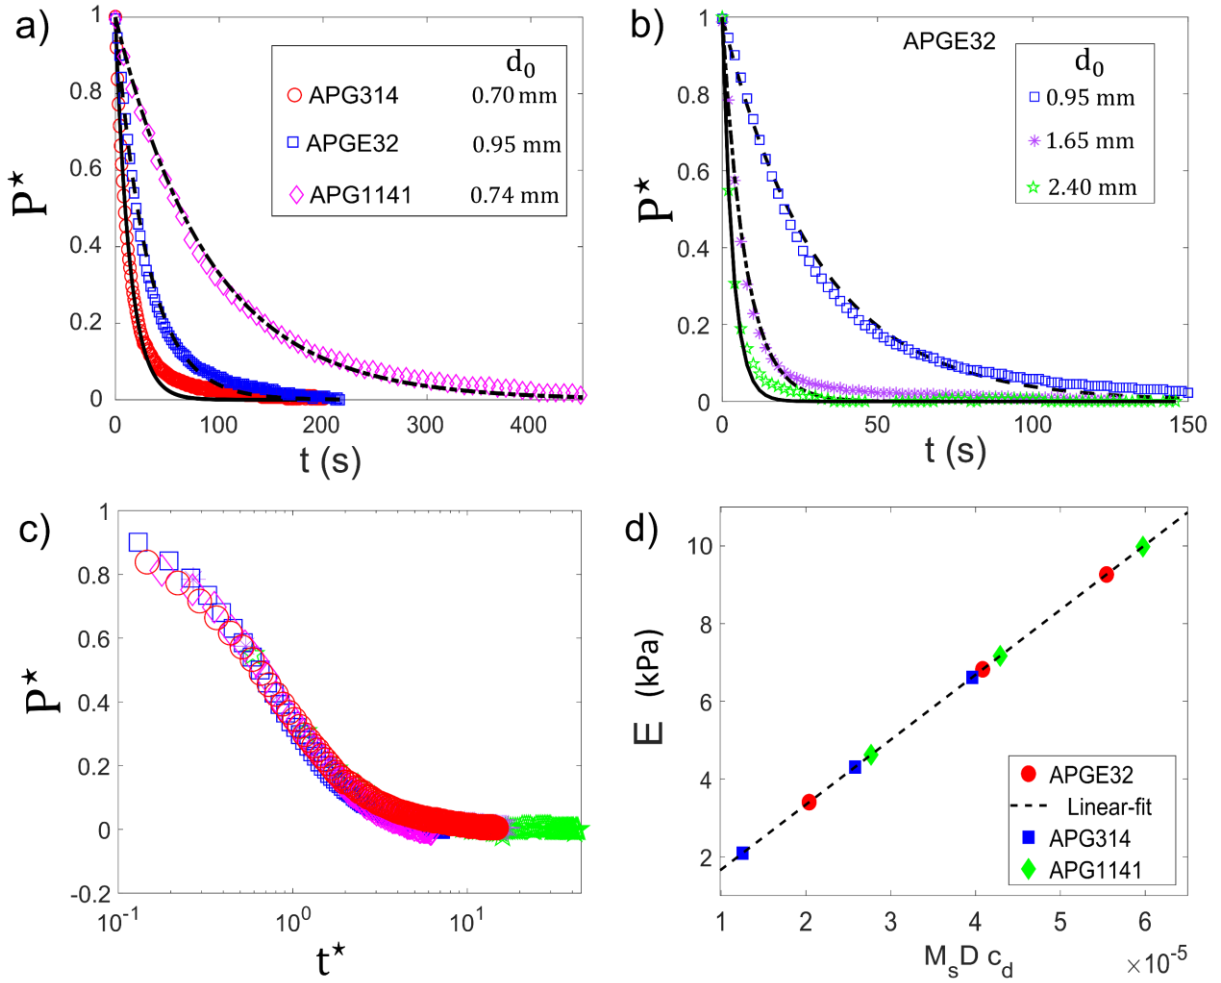 a)
P★
1
0.8
0.6
0.4
0.2
0
0
100
200
300
400
t (s)
d₀
APG314 0.70 mm
APGE32 0.95 mm
APG1141 0.74 mm
b)
P★
1
0.8
0.6
0.4
0.2
0
0
50
100
150
t (s)
APGE32
d₀
0.95 mm
1.65 mm
2.40 mm
c)
P★
1
0.8
0.6
0.4
0.2
0
-0.2
10⁻¹
10⁰
10¹
t★
d)
E (kPa)
10
8
6
4
2
1
2
3
4
5
6
MₛD c_d
×10⁻⁵
APGE32
Linear-fit
APG314
APG1141